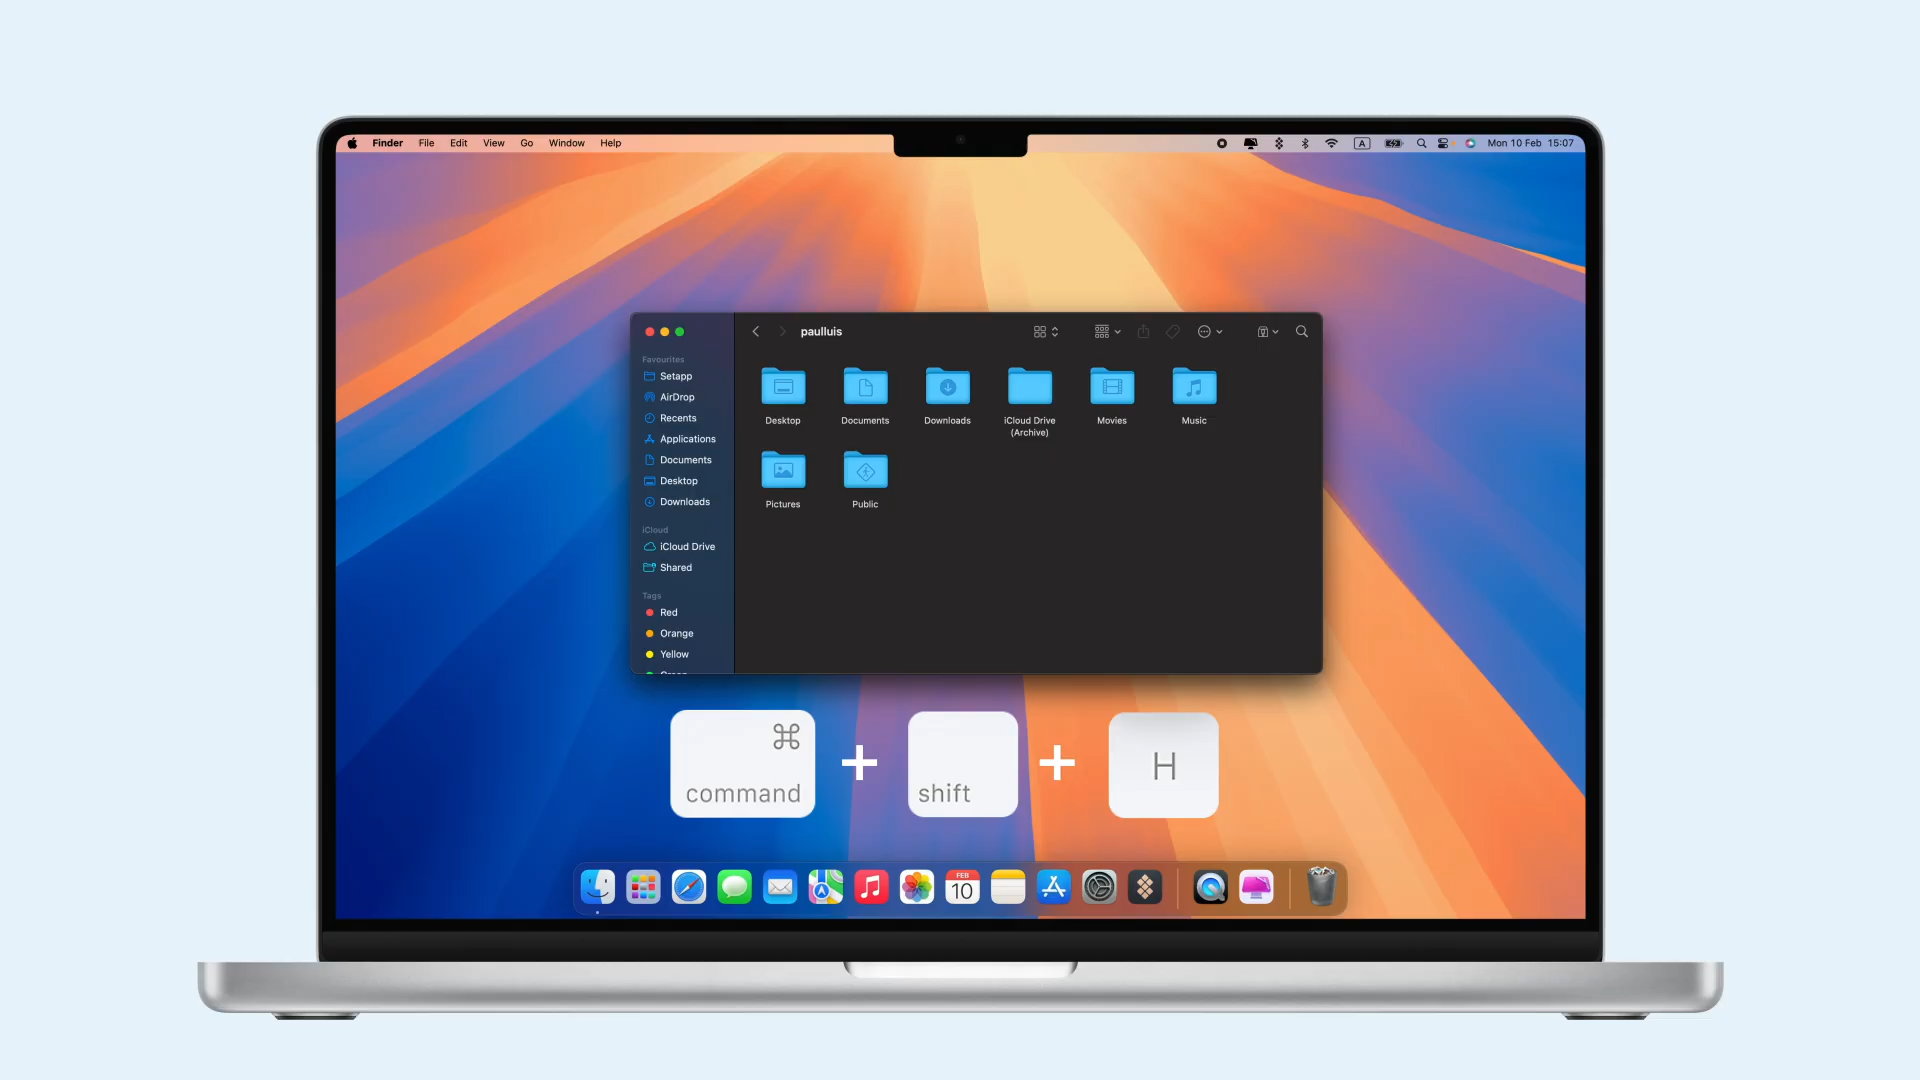 Finder File Edit View Go Window Help
A
Mon 10 Feb 15:07
paulluis
Favourites
Setapp
AirDrop
Recents
Applications
Documents
Desktop
Downloads
iCloud
iCloud Drive
Shared
Tags
Red
Orange
Yellow
Desktop Documents Downloads iCloud Drive Movies Music
(Archive)
Pictures Public
⌘
command + shift + H
FEB
10